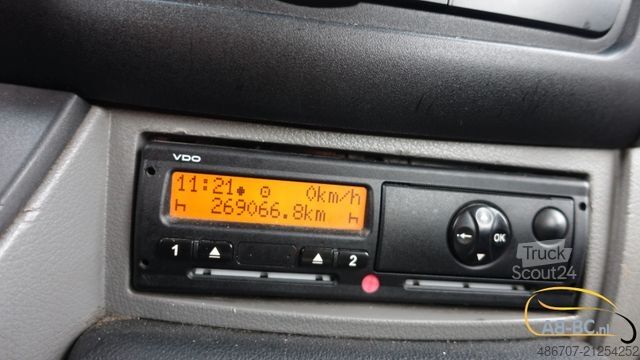 VDO
11:21 0km/h
269066.8km
1 2
OK
Truck
Scout24
AB-BC.nl
486707-21254252